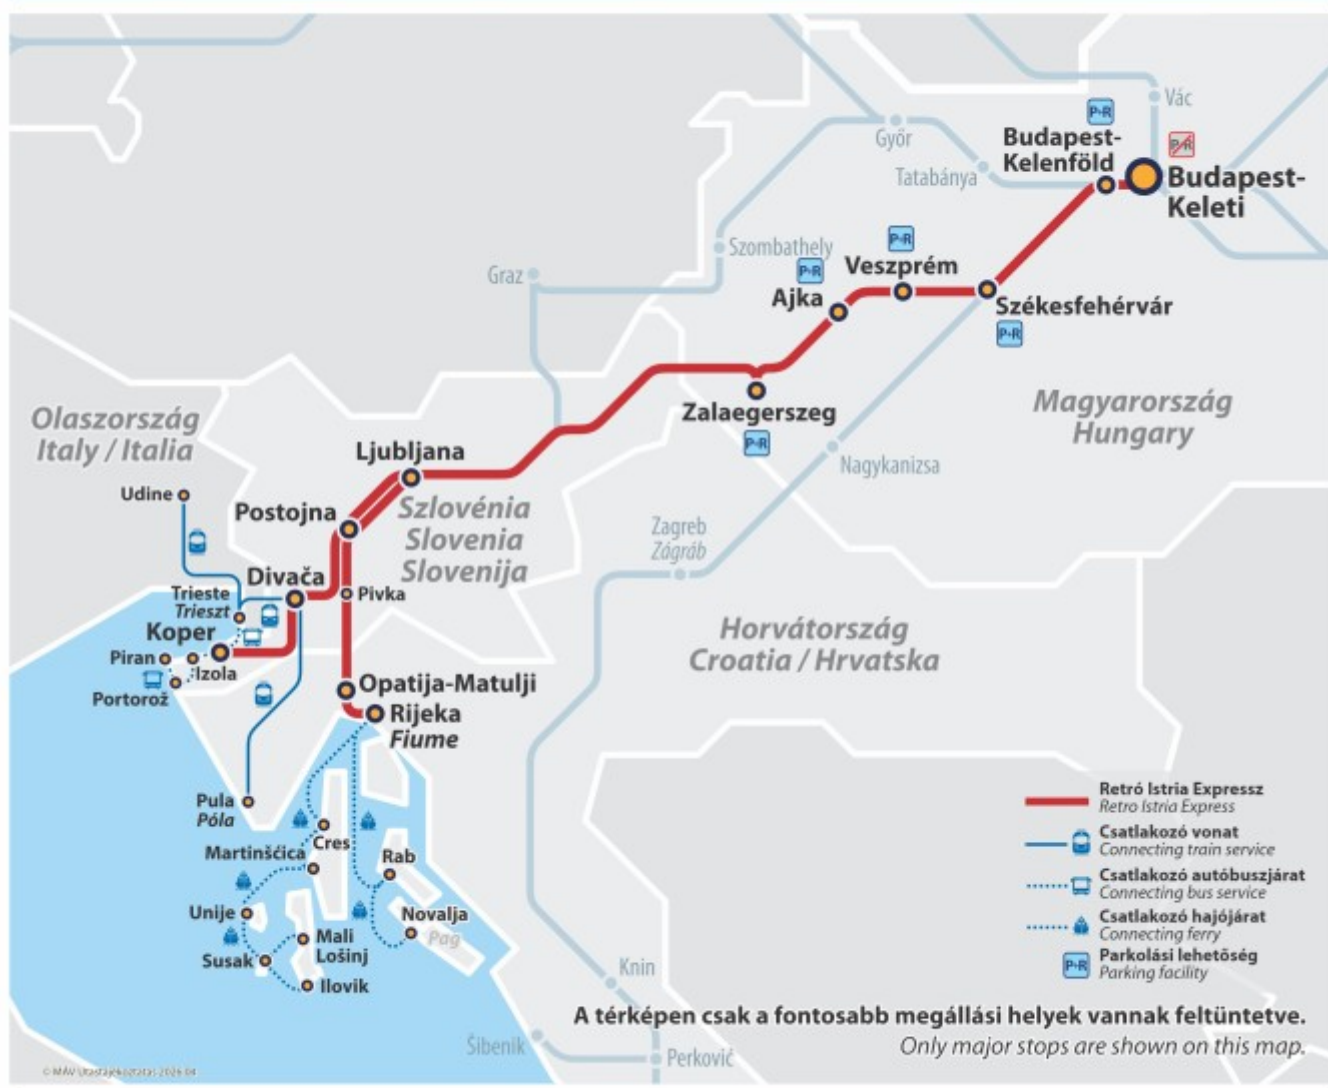 Vác
P+R
Győr
Budapest-
Kelenföld
P+R
Tatabánya
Budapest-
Keleti
Szombathely
P+R
Veszprém
Graz
P+R
Ajka
Székesfehérvár
P+R
Zalaegerszeg
P+R
Magyarország
Hungary
Olaszország
Italy / Italia
Ljubljana
Nagykanizsa
Udine
Postojna
Szlovénia
Slovenia
Slovenija
Zagreb
Zágráb
Divača
Pivka
Trieste
Trieszt
Koper
Piran
Izola
Portorož
Horvátország
Croatia / Hrvatska
Opatija-Matulji
Rijeka
Fiume
Pula
Póla
Cres
Martinšćica
Rab
Unije
Novalja
Pag
Mali
Lošinj
Susak
Ilovik
Retró Istria Expressz
Retro Istria Express
Csatlakozó vonat
Connecting train service
Csatlakozó autóbuszjárat
Connecting bus service
Csatlakozó hajójárat
Connecting ferry
P+R
Parkolási lehetőség
Parking facility
Knin
Šibenik
Perković
A térképen csak a fontosabb megállási helyek vannak feltüntetve.
Only major stops are shown on this map.
© MÁV Utastájékoztatás 2026.04.